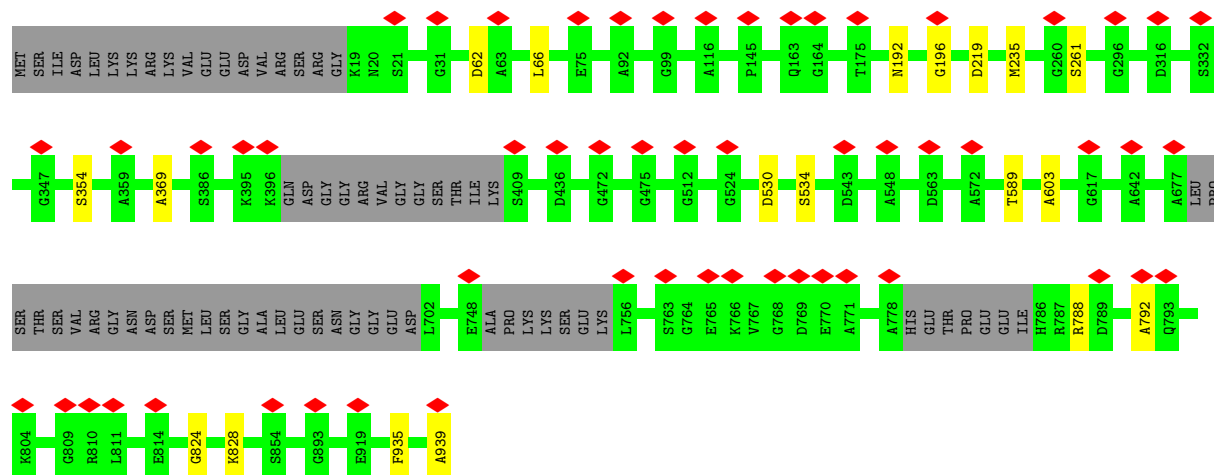 MET SER ILE ASP LEU LYS LYS ARG LYS VAL GLU GLU ASP VAL ARG SER ARG GLY K19 N20 S21 G31 D62 A63 L66 E75 A92 G99 A116 P145 Q163 G164 T175 N192 G196 D219 M235 G260 S261 G296 D316 S332
G347 S354 A359 A369 S386 K395 K396 GLN ASP GLY GLY ARG VAL GLY GLY SER THR ILE LYS S409 D436 G472 G475 G512 G524 D530 S534 D543 A548 D563 A572 T589 A603 G617 A642 A677 LEU PRO
SER THR SER VAL ARG GLY ASN ASP SER MET LEU SER GLY ALA LEU GLU SER ASN GLY GLY GLU ASP L702 E748 ALA PRO LYS LYS SER GLU LYS L756 S763 G764 E765 K766 V767 G768 D769 E770 A771 A778 HIS GLU THR PRO GLU GLU ILE H786 R787 R788 D789 A792 Q793
K804 G809 R810 L811 E814 G824 K828 S854 G893 E919 F935 A939